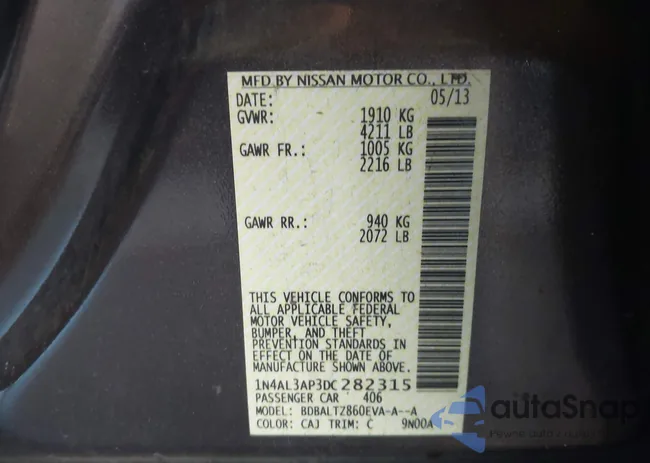 MFD.BY NISSAN MOTOR CO., LTD.
DATE: 05/13
GVWR: 1910 KG
4211 LB
GAWR FR.: 1005 KG
2216 LB
GAWR RR.: 940 KG
2072 LB
THIS VEHICLE CONFORMS TO
ALL APPLICABLE FEDERAL
MOTOR VEHICLE SAFETY,
BUMPER, AND THEFT
PREVENTION STANDARDS IN
EFFECT ON THE DATE OF
MANUFACTURE SHOWN ABOVE.
1N4AL3AP3DC282315
PASSENGER CAR 406
MODEL: BDBALTZ860EVA-A--A
COLOR: CAJ TRIM: C 9N00A
autoSnap